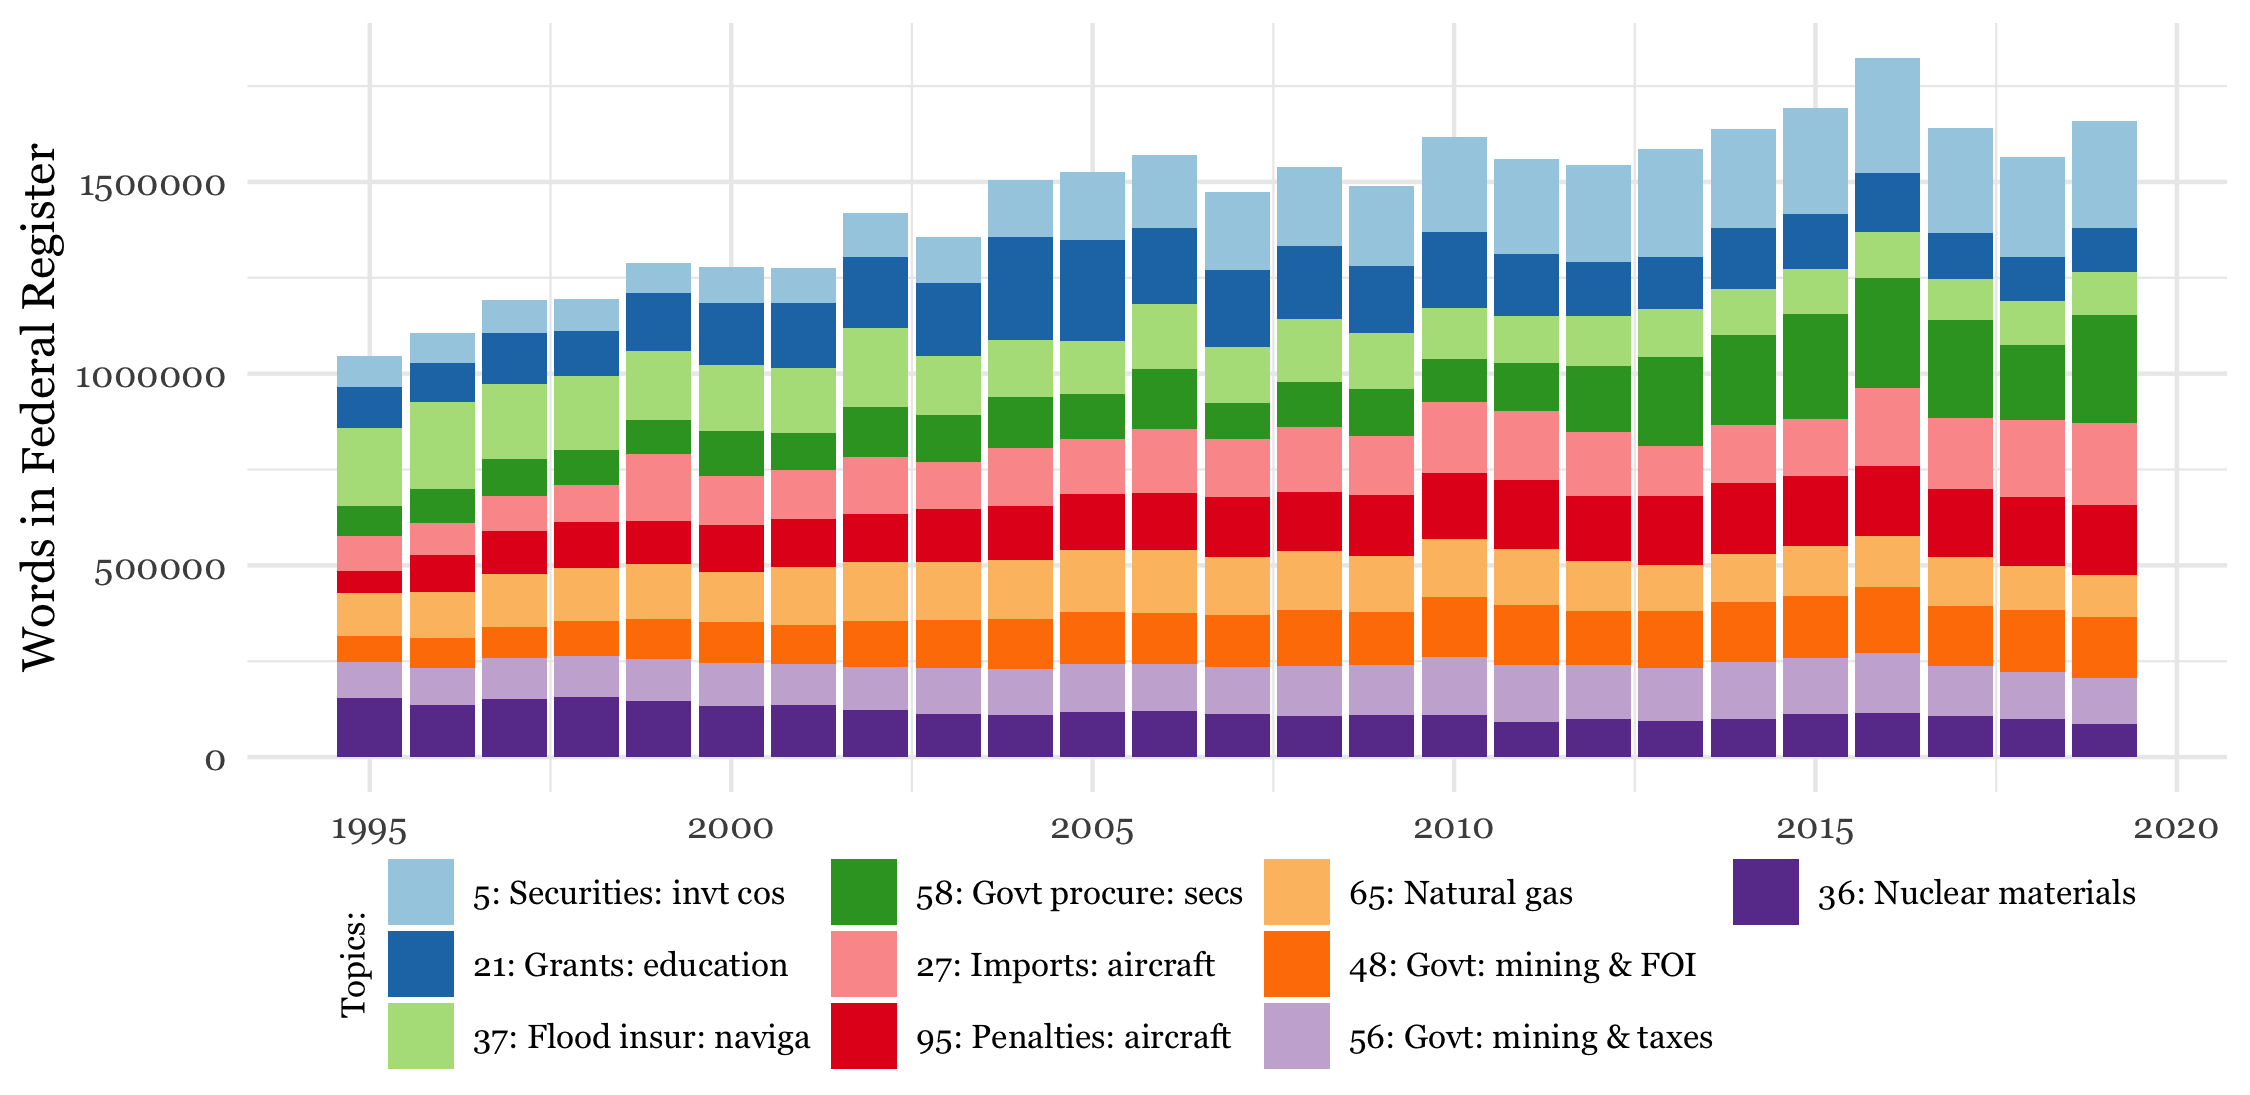 Words in Federal Register
1500000
1000000
500000
0
1995 2000 2005 2010 2015 2020
Topics::
5: Securities: invt cos
21: Grants: education
37: Flood insur: naviga
58: Govt procure: secs
27: Imports: aircraft
95: Penalties: aircraft
65: Natural gas
48: Govt: mining & FOI
56: Govt: mining & taxes
36: Nuclear materials